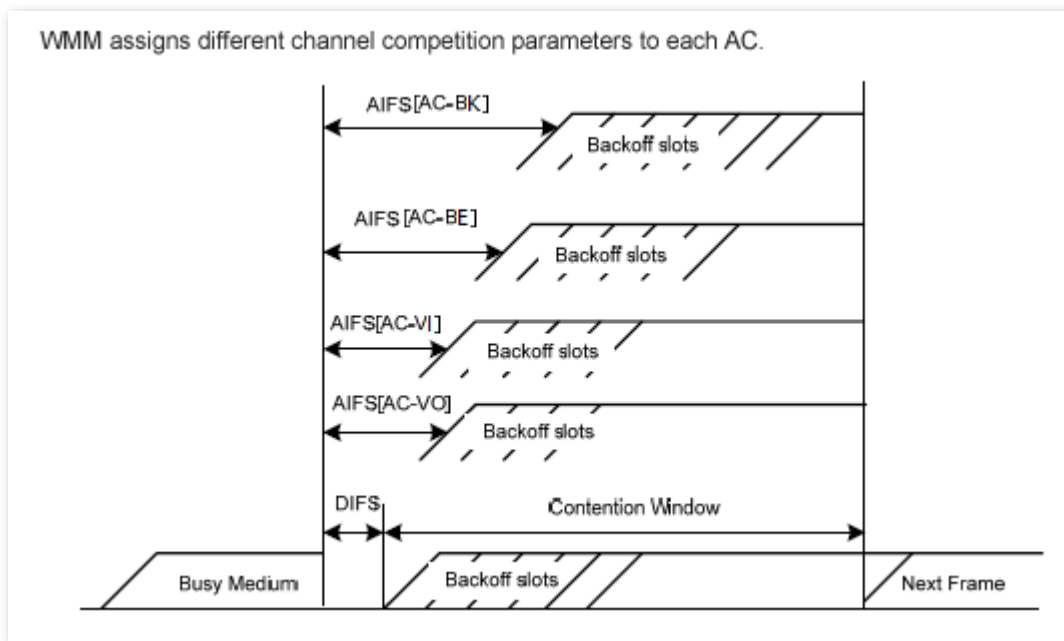 WMM assigns different channel competition parameters to each AC.
AIFS[AC-BK]
Backoff slots
AIFS [AC-BE]
Backoff slots
AIFS[AC-VI]
Backoff slots
AIFS[AC-VO]
Backoff slots
DIFS
Contention Window
Busy Medium
Backoff slots
Next Frame